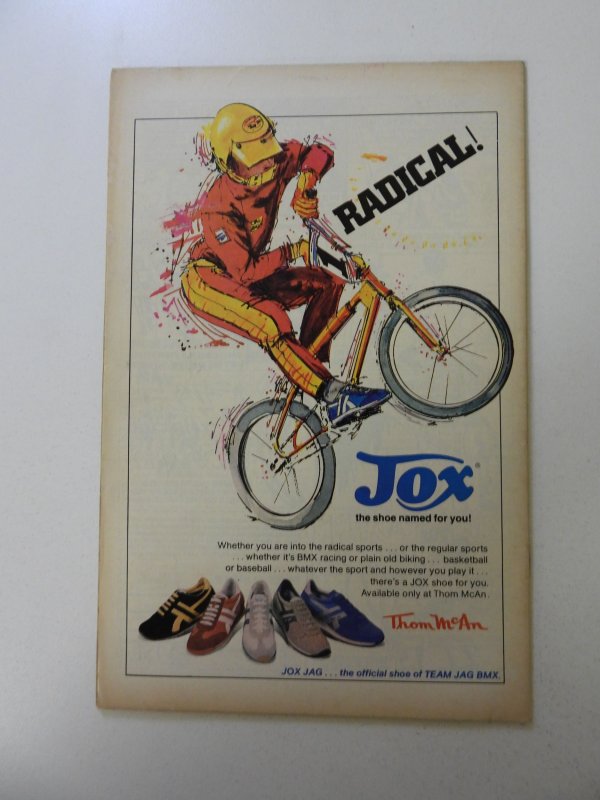 RADICAL!
1
Jox®
the shoe named for you!
Whether you are into the radical sports . . . or the regular sports
. . . whether it's BMX racing or plain old biking . . . basketball
or baseball . . . whatever the sport and however you play it . . .
there's a JOX shoe for you.
Available only at Thom McAn.
Thom McAn
JOX JAG . . . the official shoe of TEAM JAG BMX.